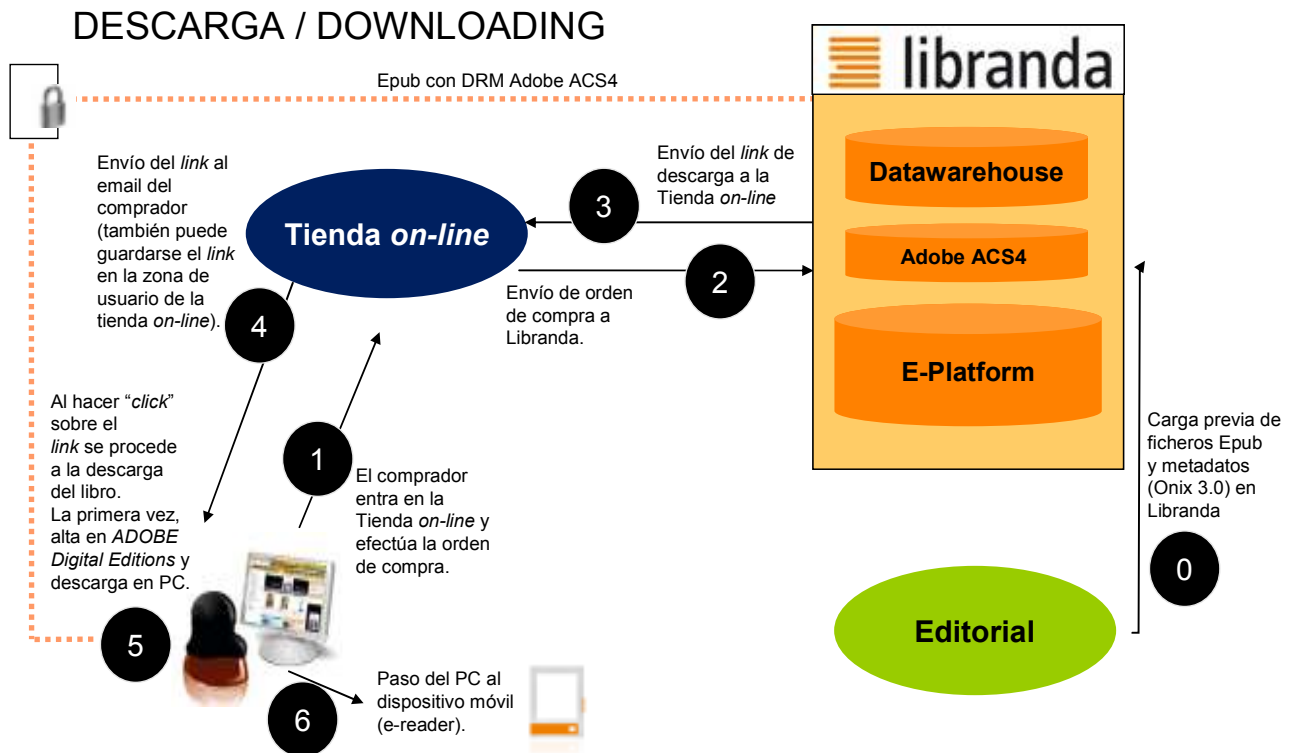 DESCARGA / DOWNLOADING
libranda
Epub con DRM Adobe ACS4
Datawarehouse
Adobe ACS4
E-Platform
Envío del link de
descarga a la
Tienda on-line
3
Tienda on-line
2
Envío de orden
de compra a
Libranda.
Envío del link al
email del
comprador
(también puede
guardarse el link
en la zona de
usuario de la
tienda on-line).
4
1
El comprador
entra en la
Tienda on-line y
efectúa la orden
de compra.
Al hacer “click”
sobre el
link se procede
a la descarga
del libro.
La primera vez,
alta en ADOBE
Digital Editions y
descarga en PC.
5
6
Paso del PC al
dispositivo móvil
(e-reader).
Carga previa de
ficheros Epub
y metadatos
(Onix 3.0) en
Libranda
0
Editorial